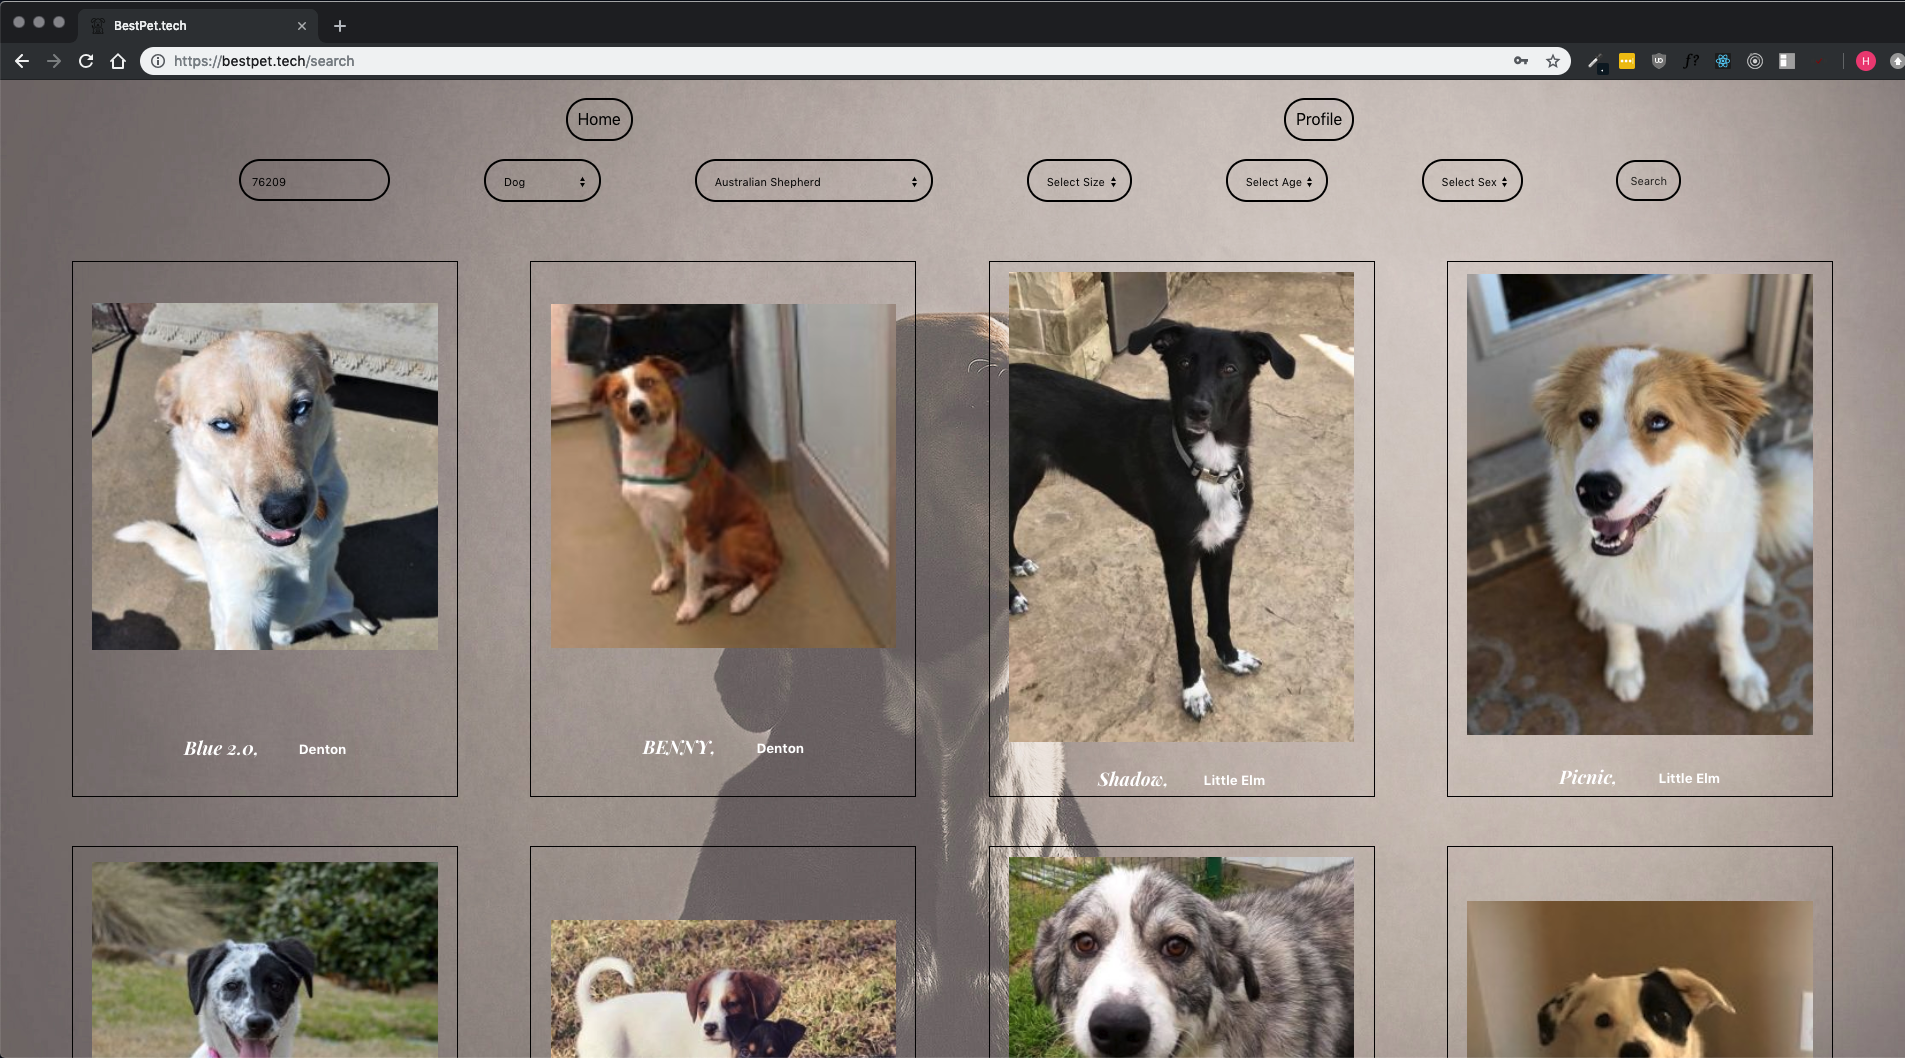 BestPet.tech
https://bestpet.tech/search
UD
f?
H
Home
Profile
76209
Dog
Australian Shepherd
Select Size
Select Age
Select Sex
Search
Blue 2.0, Denton
BENNY, Denton
Shadow, Little Elm
Picnic, Little Elm